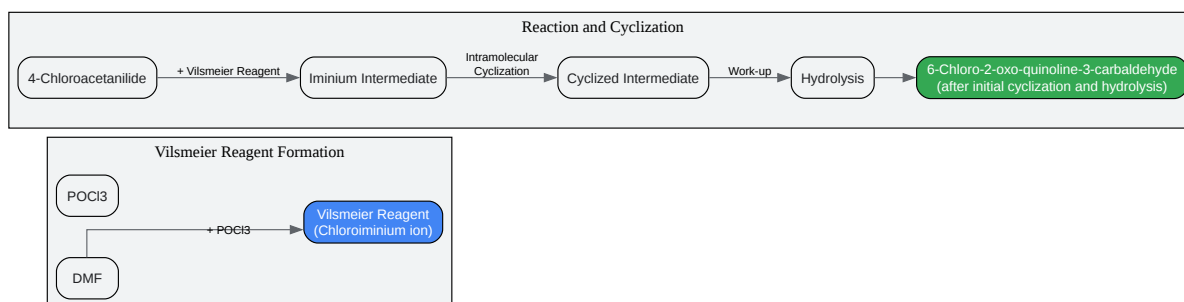 Reaction and Cyclization
4-Chloroacetanilide
+ Vilsmeier Reagent
Iminium Intermediate
Intramolecular
Cyclization
Cyclized Intermediate
Work-up
Hydrolysis
6-Chloro-2-oxo-quinoline-3-carbaldehyde
(after initial cyclization and hydrolysis)
Vilsmeier Reagent Formation
POCl3
DMF
+ POCl3
Vilsmeier Reagent
(Chloroiminium ion)